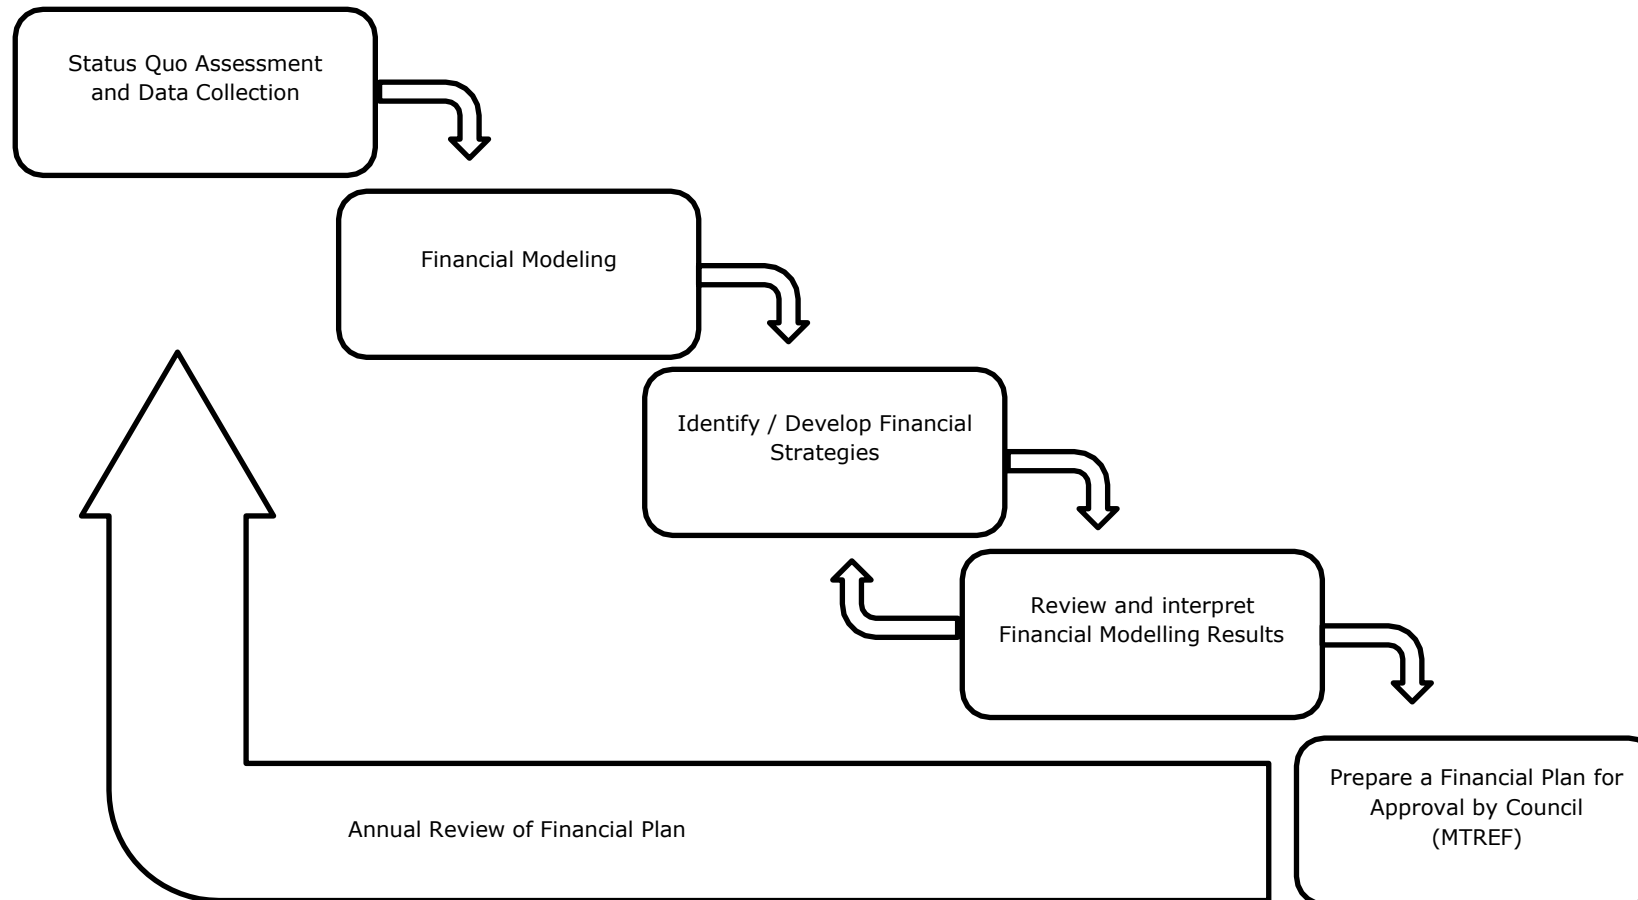 Status Quo Assessment
and Data Collection
Financial Modeling
Identify / Develop Financial
Strategies
Review and interpret
Financial Modelling Results
Prepare a Financial Plan for
Approval by Council
(MTREF)
Annual Review of Financial Plan